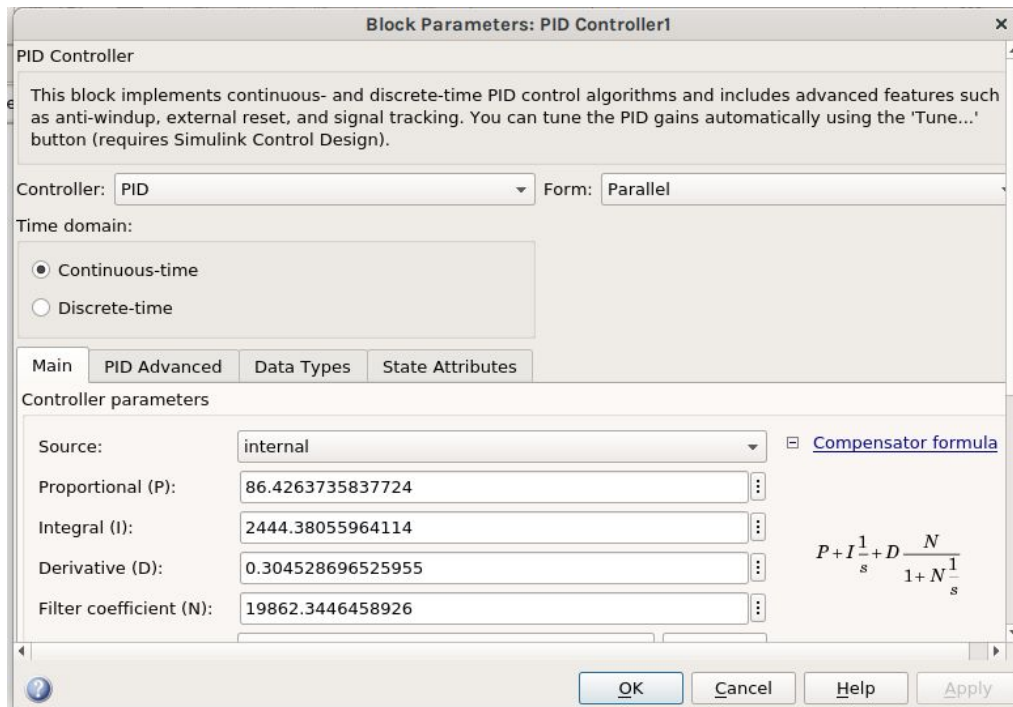 Block Parameters: PID Controller1
PID Controller
This block implements continuous- and discrete-time PID control algorithms and includes advanced features such
as anti-windup, external reset, and signal tracking. You can tune the PID gains automatically using the 'Tune...'
button (requires Simulink Control Design).
Controller: PID Form: Parallel
Time domain:
Continuous-time
Discrete-time
Main PID Advanced Data Types State Attributes
Controller parameters
Source: internal Compensator formula
Proportional (P): 86.4263735837724
Integral (I): 2444.38055964114
Derivative (D): 0.304528696525955
P+I 1/s +D N/(1+N 1/s)
Filter coefficient (N): 19862.3446458926
OK Cancel Help Apply